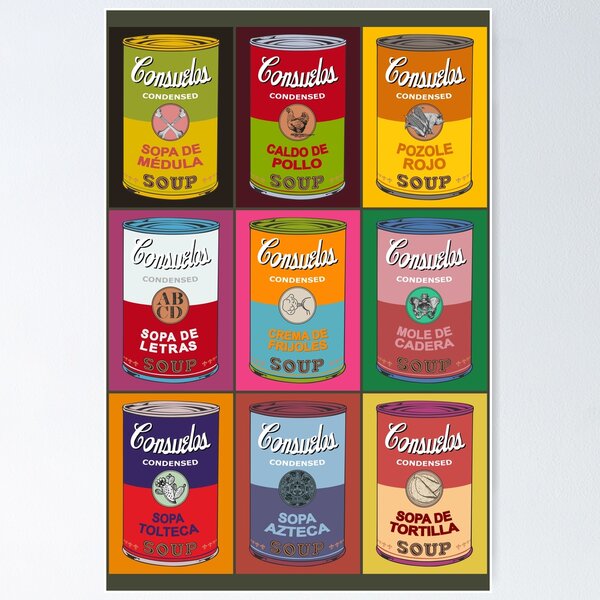 Consuelos
CONDENSED
SOPA DE
MÉDULA
SOUP
Consuelos
CONDENSED
CALDO DE
POLLO
SOUP
Consuelos
CONDENSED
POZOLE
ROJO
SOUP
Consuelos
CONDENSED
AB
CD
SOPA DE
LETRAS
SOUP
Consuelos
CONDENSED
CREMA DE
FRIJOLES
SOUP
Consuelos
CONDENSED
MOLE DE
CADERA
SOUP
Consuelos
CONDENSED
SOPA
TOLTECA
SOUP
Consuelos
CONDENSED
SOPA
AZTECA
SOUP
Consuelos
CONDENSED
SOPA DE
TORTILLA
SOUP